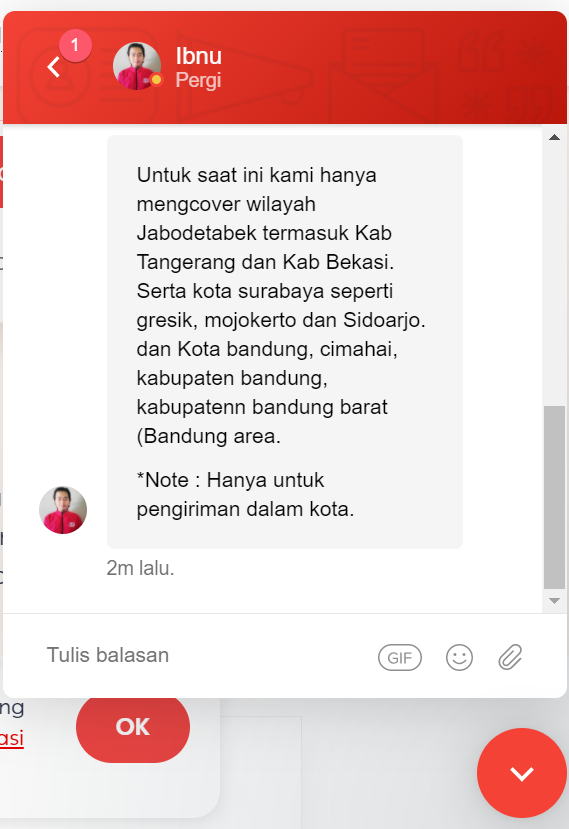 1
Ibnu
Pergi
Untuk saat ini kami hanya
mengcover wilayah
Jabodetabek termasuk Kab
Tangerang dan Kab Bekasi.
Serta kota surabaya seperti
gresik, mojokerto dan Sidoarjo.
dan Kota bandung, cimahai,
kabupaten bandung,
kabupatenn bandung barat
(Bandung area.
*Note : Hanya untuk
pengiriman dalam kota.
2m lalu.
Tulis balasan
GIF
ng
asi
OK